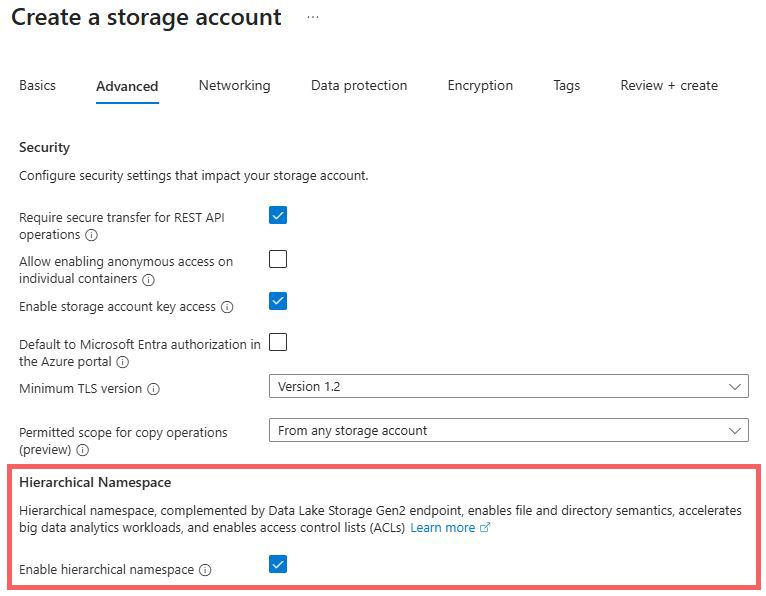 Create a storage account ...
Basics Advanced Networking Data protection Encryption Tags Review + create
Security
Configure security settings that impact your storage account.
Require secure transfer for REST API
operations
Allow enabling anonymous access on
individual containers
Enable storage account key access
Default to Microsoft Entra authorization in
the Azure portal
Minimum TLS version Version 1.2
Permitted scope for copy operations From any storage account
(preview)
Hierarchical Namespace
Hierarchical namespace, complemented by Data Lake Storage Gen2 endpoint, enables file and directory semantics, accelerates
big data analytics workloads, and enables access control lists (ACLs) Learn more
Enable hierarchical namespace